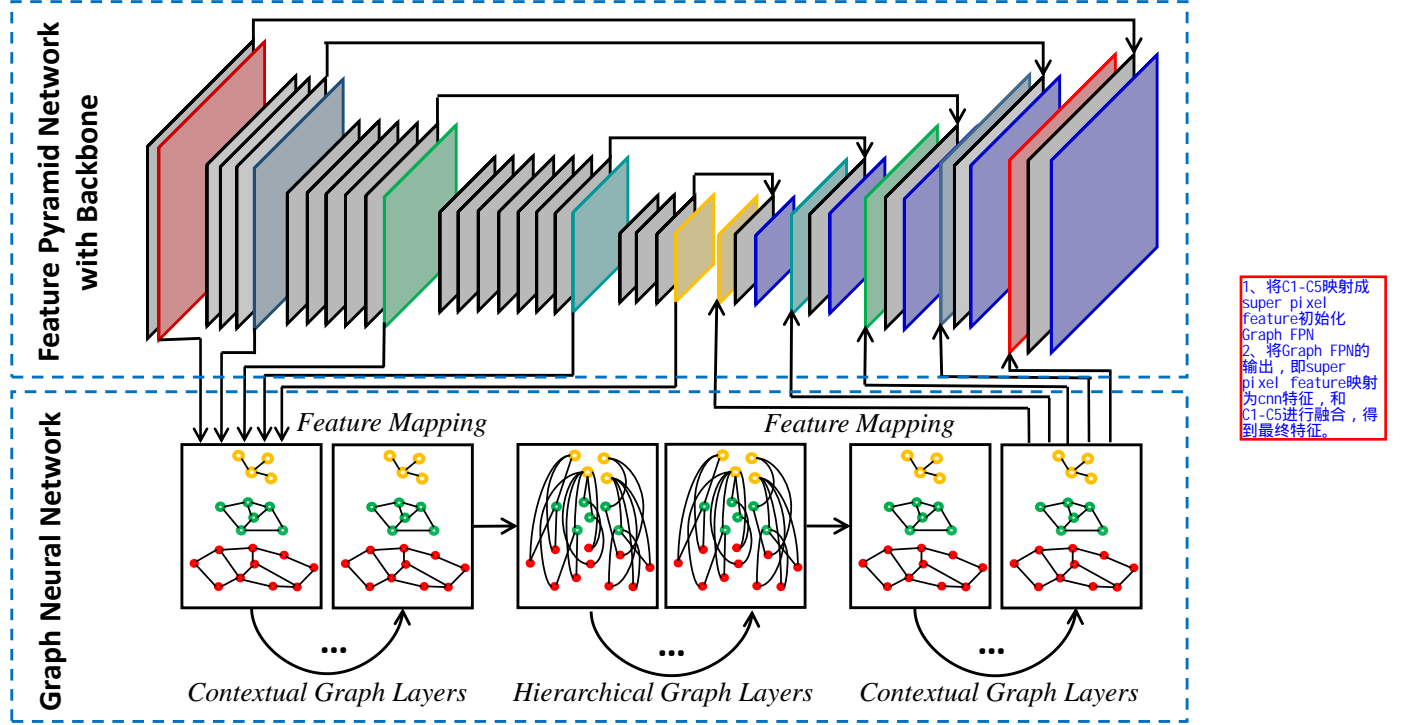 Feature Pyramid Network
with Backbone
Graph Neural Network
Feature Mapping
Feature Mapping
...
...
...
Contextual Graph Layers
Hierarchical Graph Layers
Contextual Graph Layers
1、将C1-C5映射成
super pixel
feature初始化
Graph FPN
2、将Graph FPN的
输出，即super
pixel feature映射
为cnn特征，和
C1-C5进行融合，得
到最终特征。